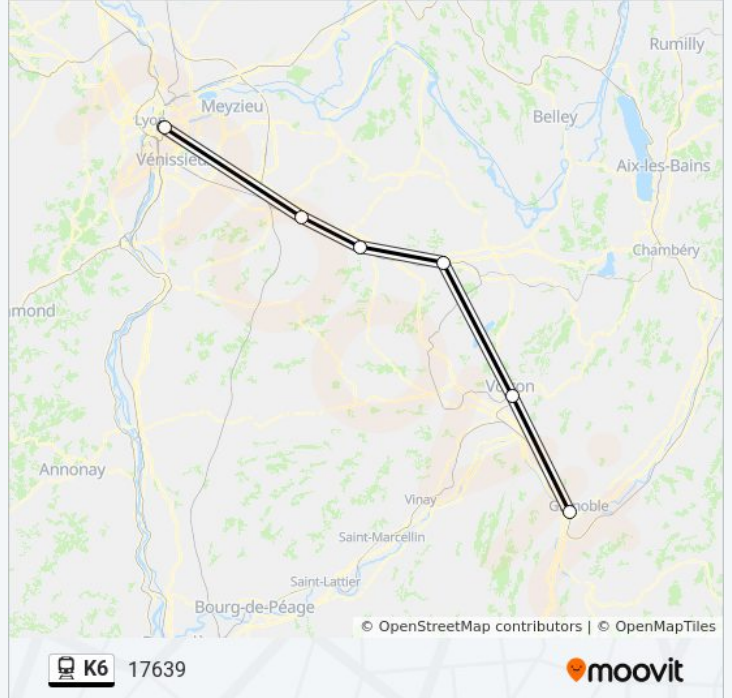 Rumilly
Meyzieu
Lyon
Belley
Vénissieux
Aix-les-Bains
Chambéry
Voiron
Annonay
Vinay
Grenoble
Saint-Marcellin
Saint-Lattier
Bourg-de-Péage
© OpenStreetMap contributors | © OpenMapTiles
K6 17639
moovit